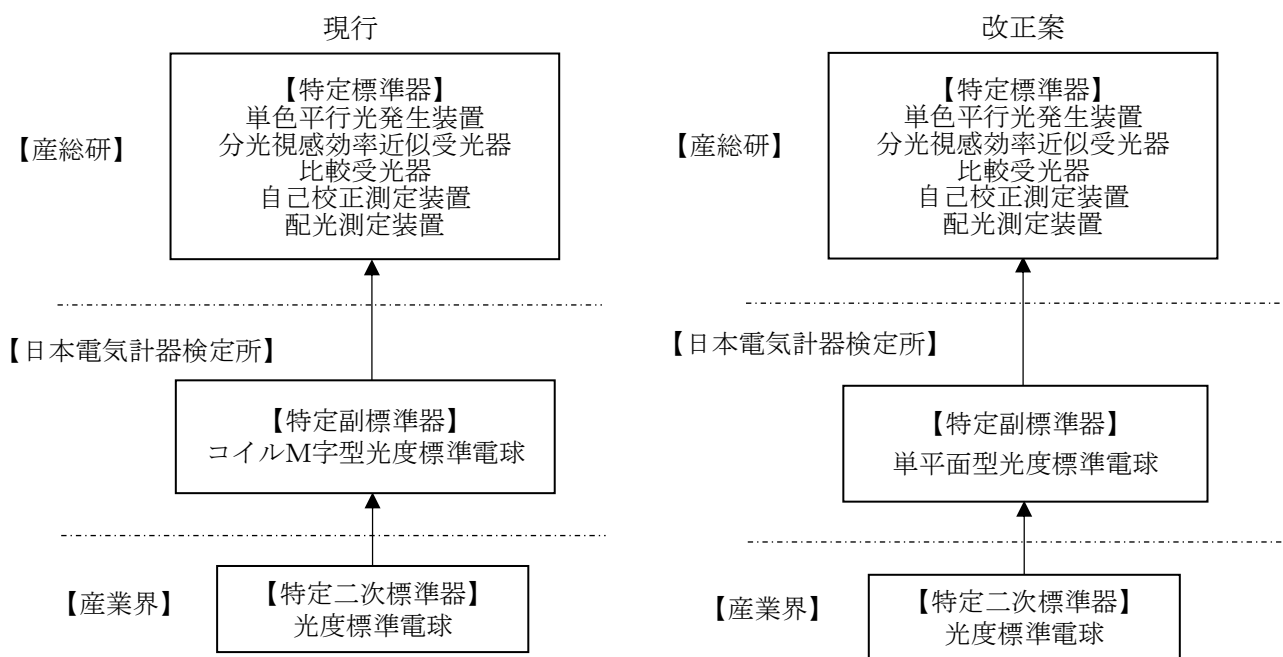 現行
【特定標準器】
単色平行光発生装置
分光視感効率近似受光器
比較受光器
自己校正測定装置
配光測定装置
【産総研】
【日本電気計器検定所】
【特定副標準器】
コイルM字型光度標準電球
【産業界】
【特定二次標準器】
光度標準電球
改正案
【特定標準器】
単色平行光発生装置
分光視感効率近似受光器
比較受光器
自己校正測定装置
配光測定装置
【産総研】
【日本電気計器検定所】
【特定副標準器】
単平面型光度標準電球
【産業界】
【特定二次標準器】
光度標準電球